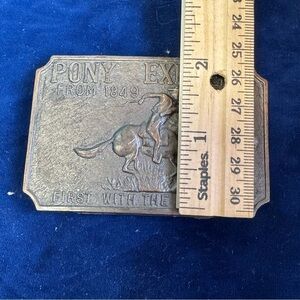 PONY EX
FROM 1849
FIRST WITH THE
2
1
Staples.
24
25
26
27
28
29
30